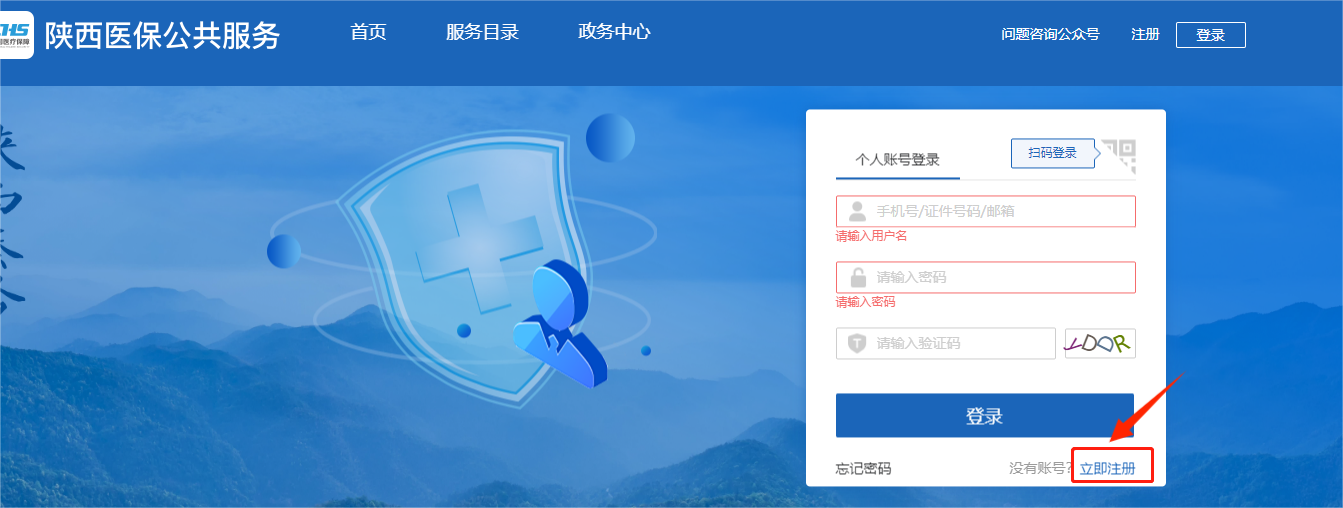 陕西医保公共服务
首页
服务目录
政务中心
问题咨询公众号
注册
登录
个人账号登录
扫码登录
手机号/证件号码/邮箱
请输入用户名
请输入密码
请输入密码
请输入验证码
登录
忘记密码
没有账号?
立即注册